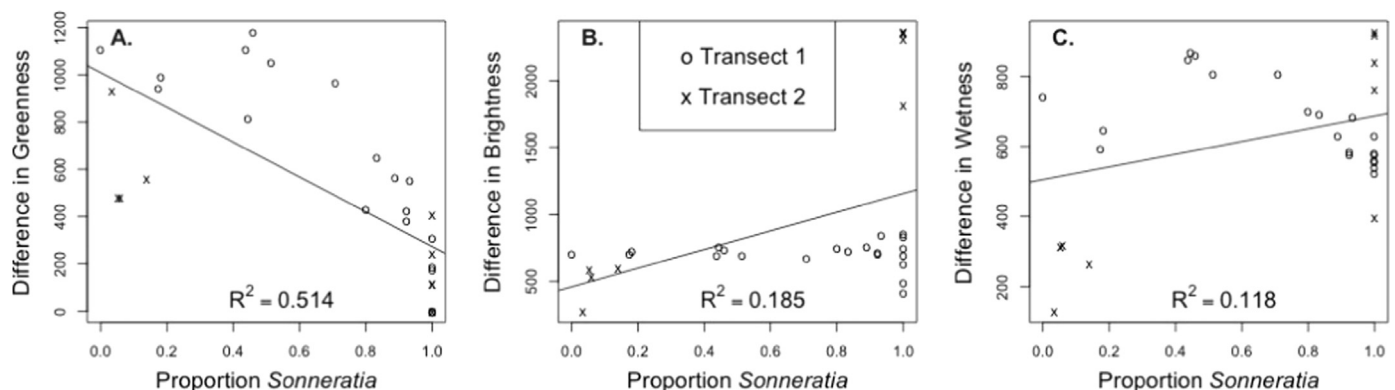 A.
Difference in Greenness
0 200 400 600 800 1000 1200
R² = 0.514
0.0 0.2 0.4 0.6 0.8 1.0
Proportion Sonneratia
B.
o Transect 1
x Transect 2
Difference in Brightness
500 1000 1500 2000
R² = 0.185
0.0 0.2 0.4 0.6 0.8 1.0
Proportion Sonneratia
C.
Difference in Wetness
200 400 600 800
R² = 0.118
0.0 0.2 0.4 0.6 0.8 1.0
Proportion Sonneratia